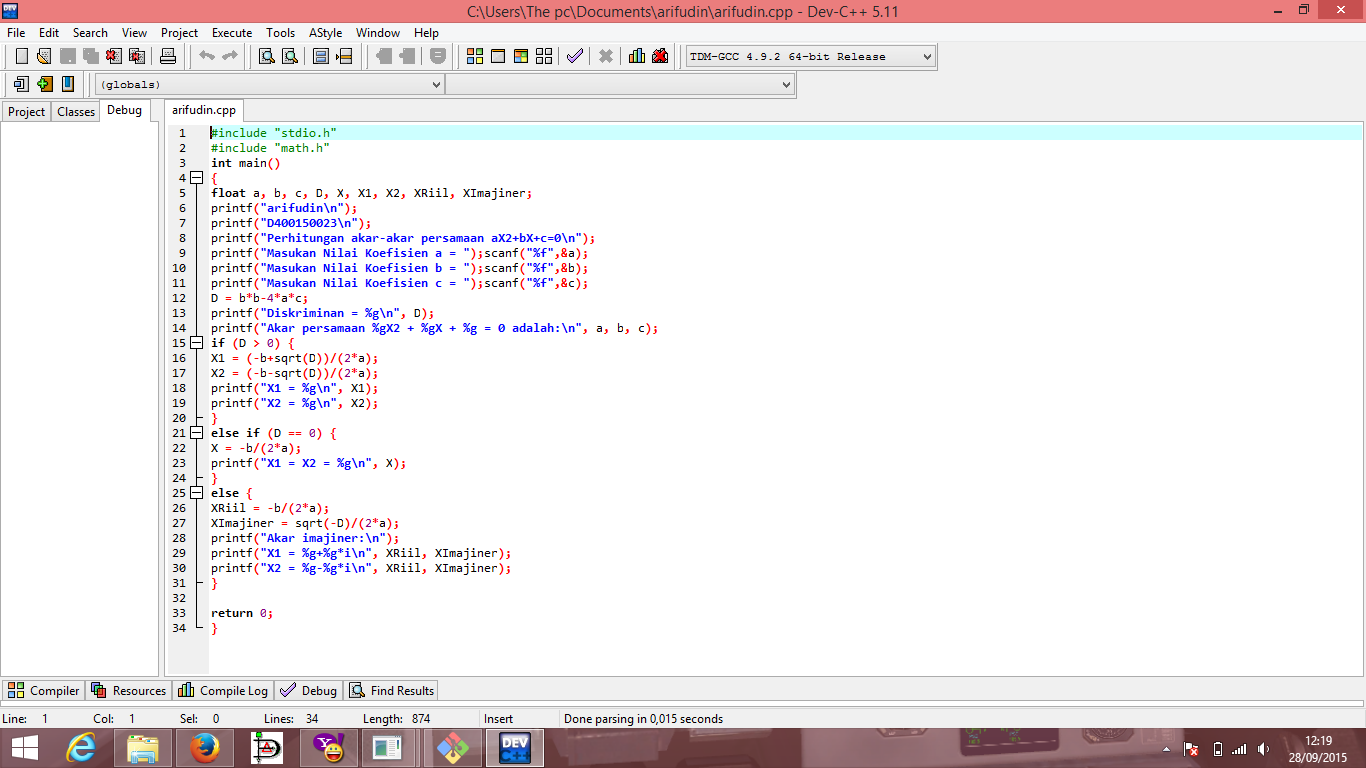 C:\Users\The pc\Documents\arifudin\arifudin.cpp - Dev-C++ 5.11
File Edit Search View Project Execute Tools AStyle Window Help
TDM-GCC 4.9.2 64-bit Release
(globals)
Project Classes Debug
arifudin.cpp
1 #include "stdio.h"
2 #include "math.h"
3 int main()
4 {
5 float a, b, c, D, X, X1, X2, XRiil, XImajiner;
6 printf("arifudin\n");
7 printf("D400150023\n");
8 printf("Perhitungan akar-akar persamaan aX2+bX+c=0\n");
9 printf("Masukan Nilai Koefisien a = ");scanf("%f",&a);
10 printf("Masukan Nilai Koefisien b = ");scanf("%f",&b);
11 printf("Masukan Nilai Koefisien c = ");scanf("%f",&c);
12 D = b*b-4*a*c;
13 printf("Diskriminan = %g\n", D);
14 printf("Akar persamaan %gX2 + %gX + %g = 0 adalah:\n", a, b, c);
15 if (D > 0) {
16 X1 = (-b+sqrt(D))/(2*a);
17 X2 = (-b-sqrt(D))/(2*a);
18 printf("X1 = %g\n", X1);
19 printf("X2 = %g\n", X2);
20 }
21 else if (D == 0) {
22 X = -b/(2*a);
23 printf("X1 = X2 = %g\n", X);
24 }
25 else {
26 XRiil = -b/(2*a);
27 XImajiner = sqrt(-D)/(2*a);
28 printf("Akar imajiner:\n");
29 printf("X1 = %g+%g*i\n", XRiil, XImajiner);
30 printf("X2 = %g-%g*i\n", XRiil, XImajiner);
31 }
32
33 return 0;
34 }
Compiler Resources Compile Log Debug Find Results
Line: 1 Col: 1 Sel: 0 Lines: 34 Length: 874 Insert Done parsing in 0,015 seconds
DEV C++
12:19
28/09/2015